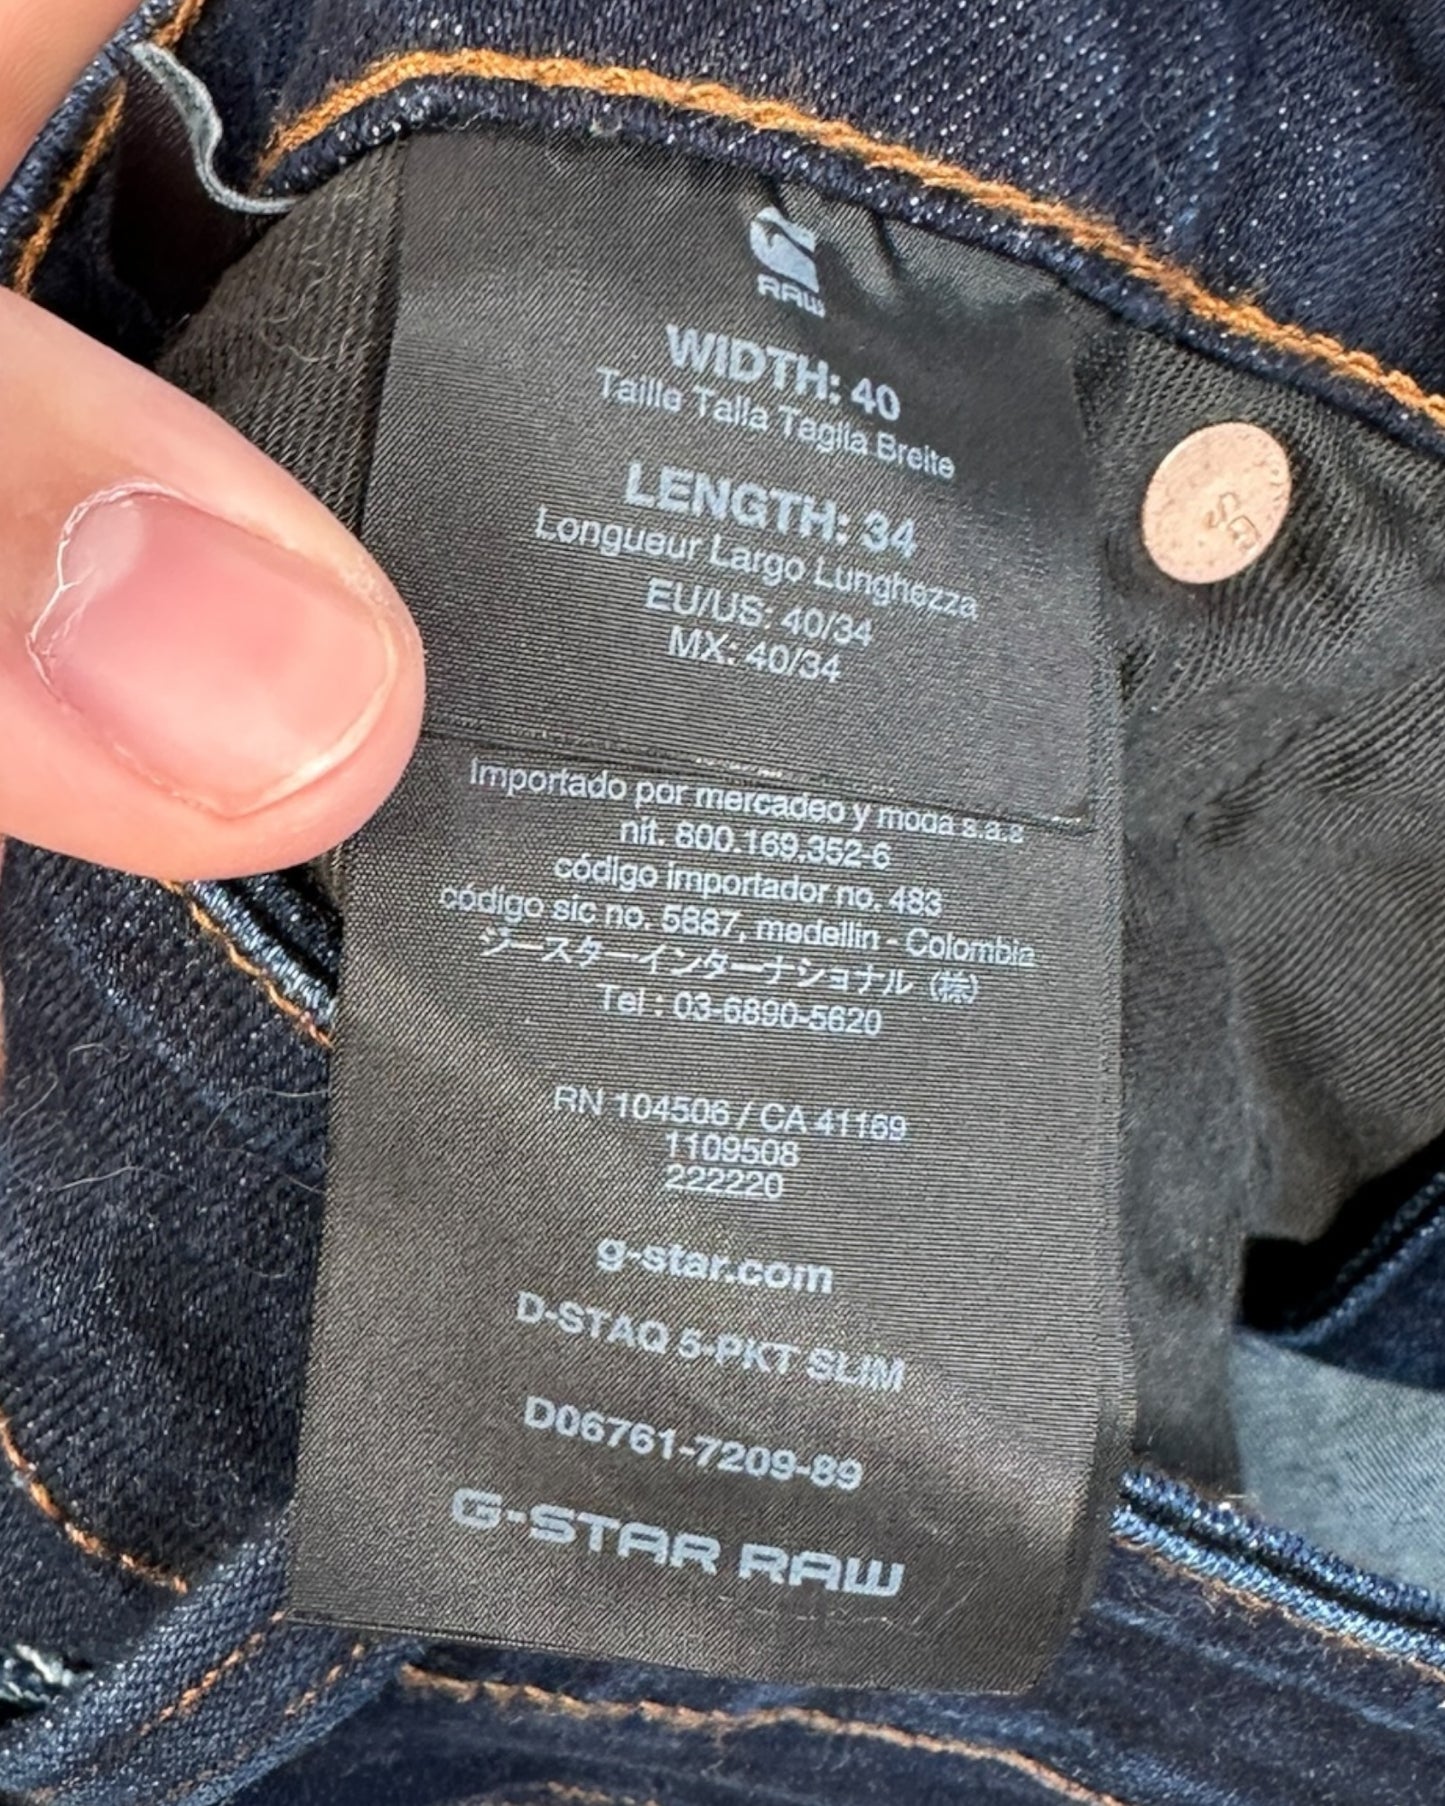 RAW
WIDTH: 40
Taille Talla Taglia Breite
LENGTH: 34
Longueur Largo Lunghezza
EU/US: 40/34
MX: 40/34
Importado por mercadeo y moda s.a.s
nit. 800.169.352-6
código importador no. 483
código sic no. 5887, medellin - Colombia
ジースターインターナショナル（株）
Tel : 03-6890-5620
RN 104506 / CA 41169
1109508
222220
g-star.com
D-STAQ 5-PKT SLIM
D06761-7209-89
G-STAR RAW